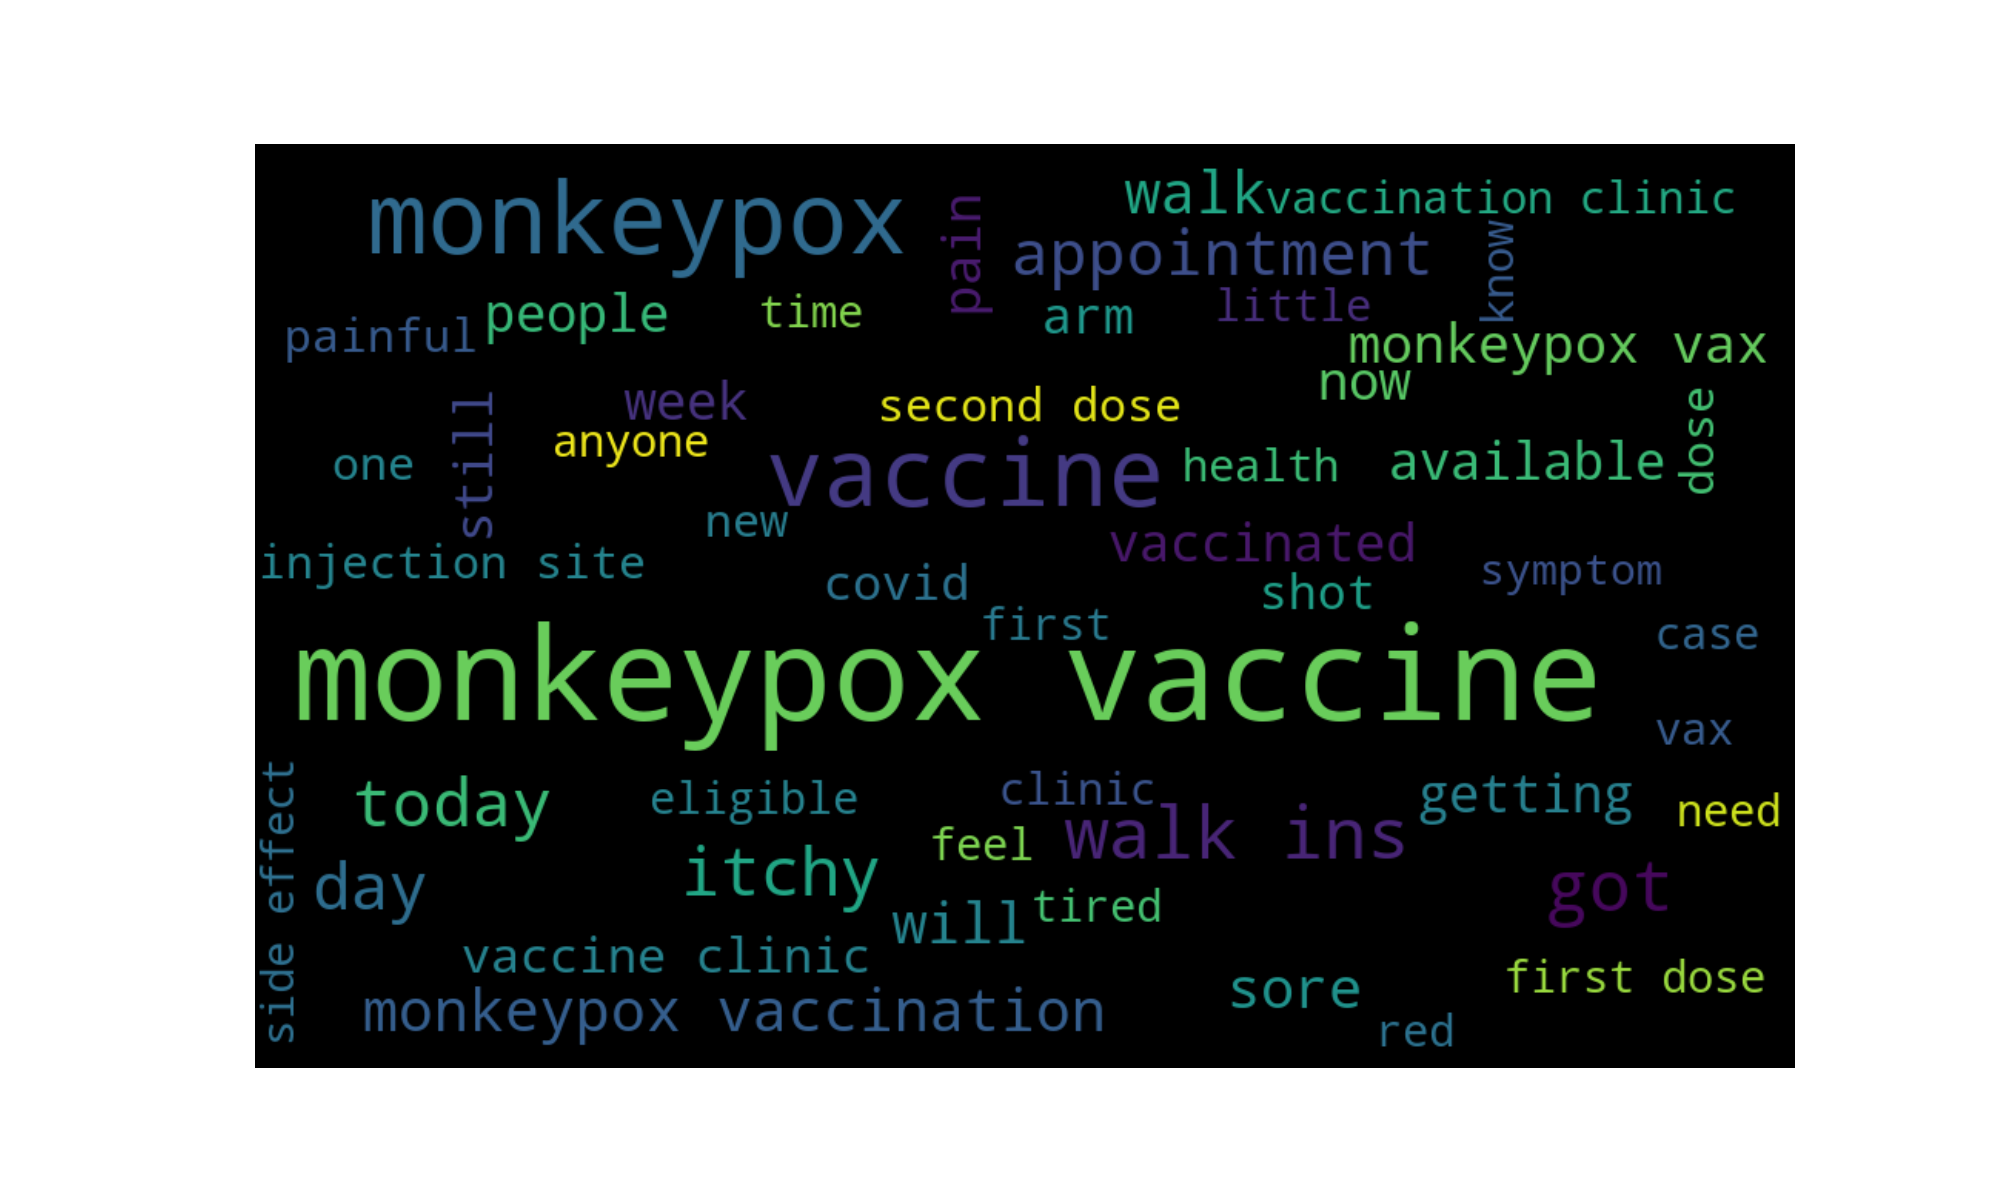 monkeypox
pain
walk
vaccination clinic
appointment
know
painful
people
time
arm
little
monkeypox vax
now
week
second dose
anyone
still
one
vaccine
health
available
dose
new
injection site
covid
vaccinated
shot
symptom
first
case
monkeypox vaccine
vax
side effect
today
eligible
clinic
getting
need
feel
walk ins
itchy
day
got
will
tired
vaccine clinic
sore
first dose
monkeypox vaccination
red